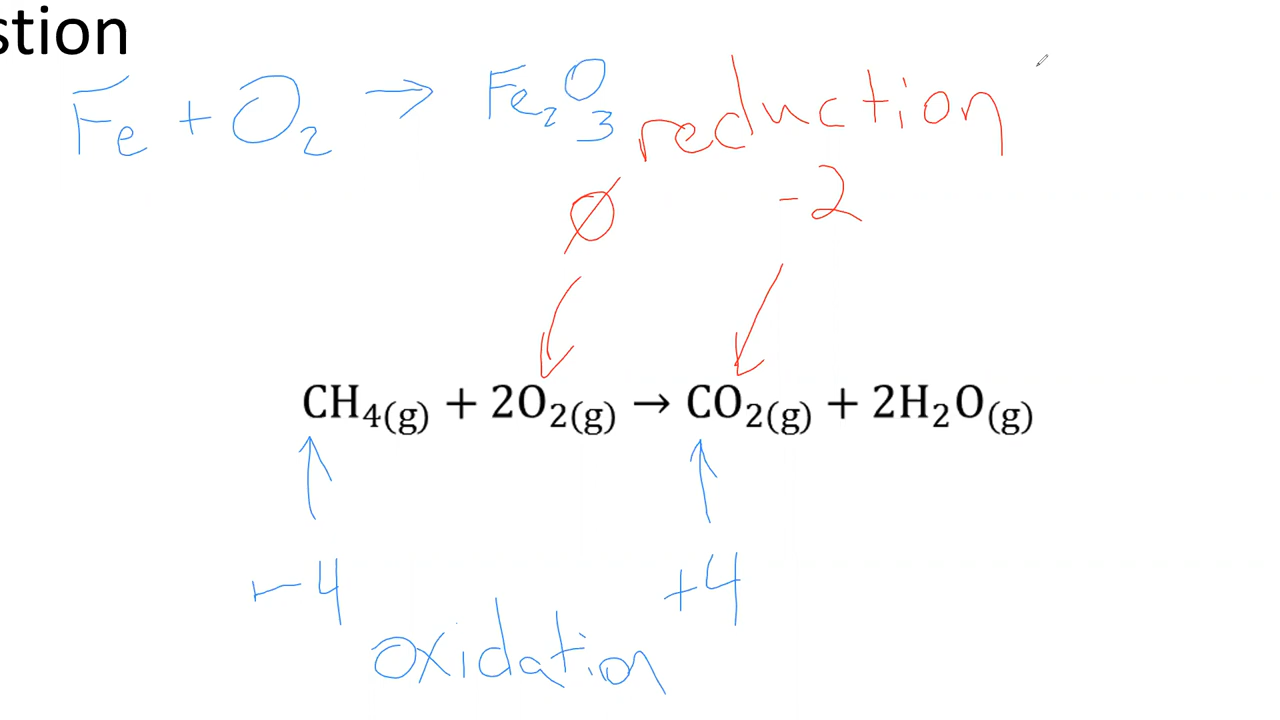 stion
Fe + O₂ → Fe₂O₃
reduction
∅ -2
CH₄(g) + 2O₂(g) → CO₂(g) + 2H₂O(g)
-4 +4
oxidation